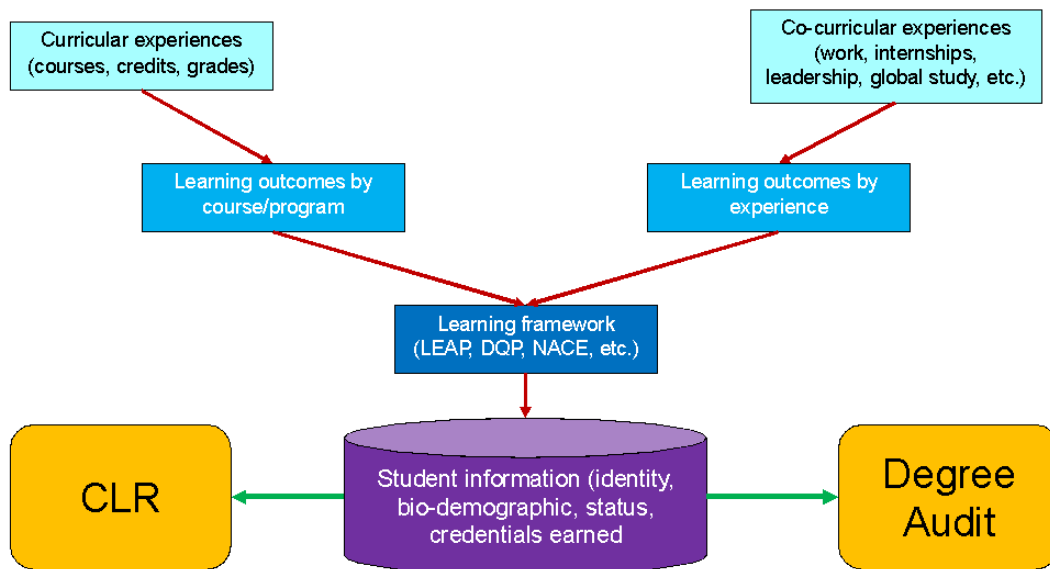 Curricular experiences
(courses, credits, grades)
Co-curricular experiences
(work, internships,
leadership, global study, etc.)
Learning outcomes by
course/program
Learning outcomes by
experience
Learning framework
(LEAP, DQP, NACE, etc.)
CLR
Student information (identity,
bio-demographic, status,
credentials earned
Degree
Audit